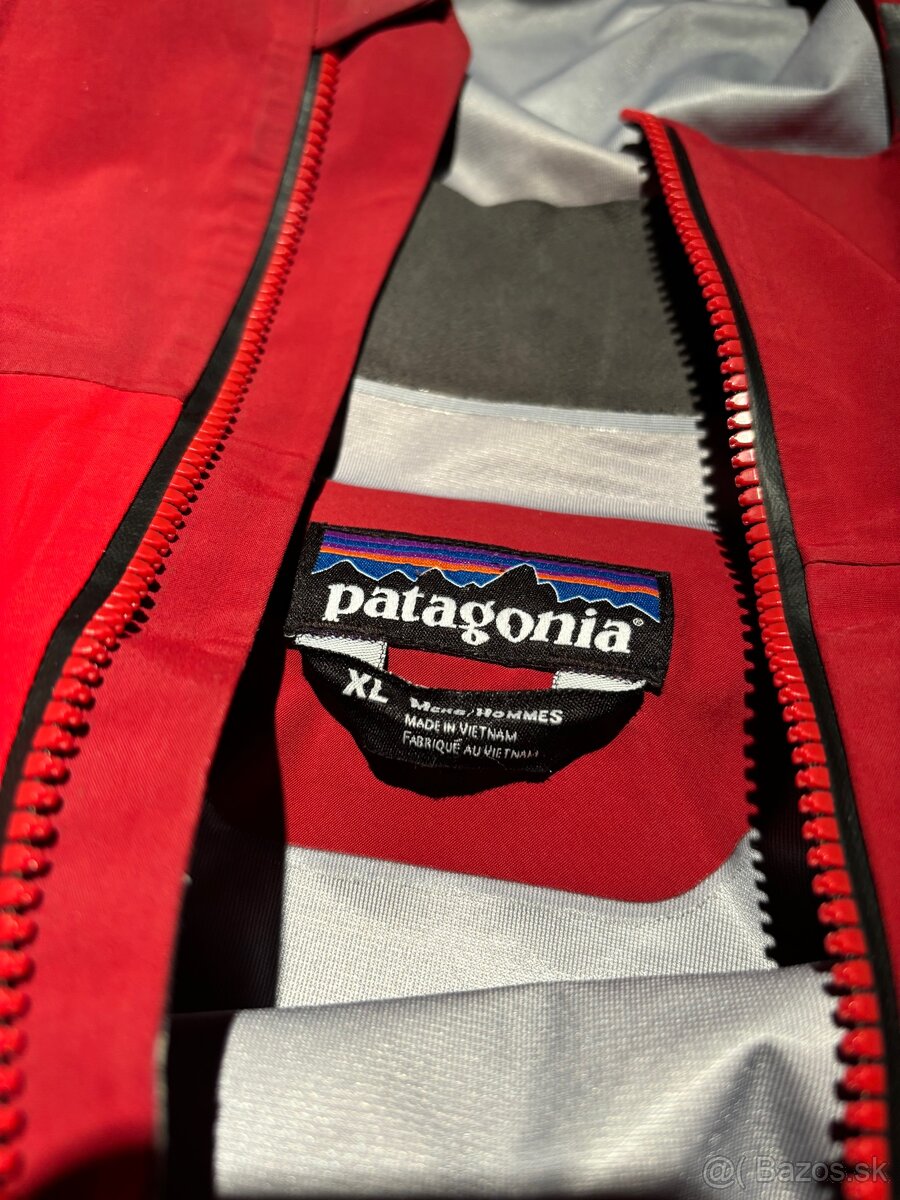 patagonia®
XL
Mens/HOMMES
MADE IN VIETNAM
FABRIQUÉ AU VIETNAM
@( Bazos.sk